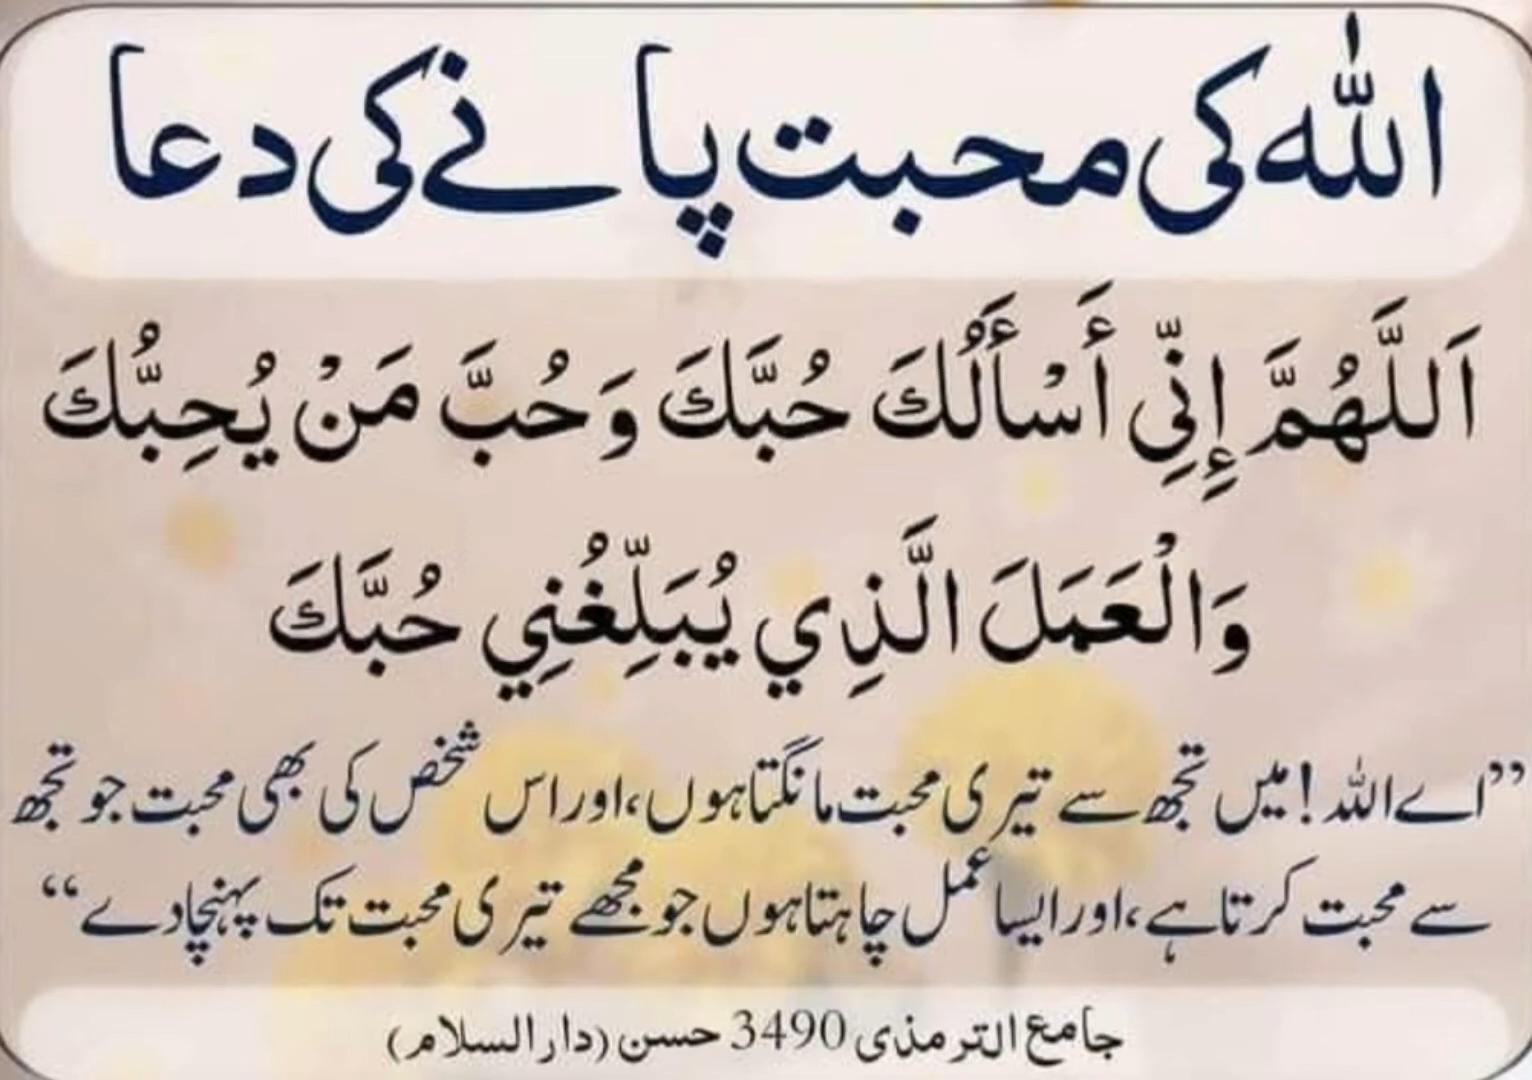 اللہ کی محبت پانے کی دعا
اَللَّهُمَّ إِنِّي أَسْأَلُكَ حُبَّكَ وَحُبَّ مَنْ يُحِبُّكَ
وَالْعَمَلَ الَّذِي يُبَلِّغُنِي حُبَّكَ
”اے اللہ! میں تجھ سے تیری محبت مانگتا ہوں، اور اس شخص کی بھی محبت جو تجھ
سے محبت کرتا ہے، اور ایسا عمل چاہتا ہوں جو مجھے تیری محبت تک پہنچا دے“
جامع الترمذی 3490 حسن (دار السلام)